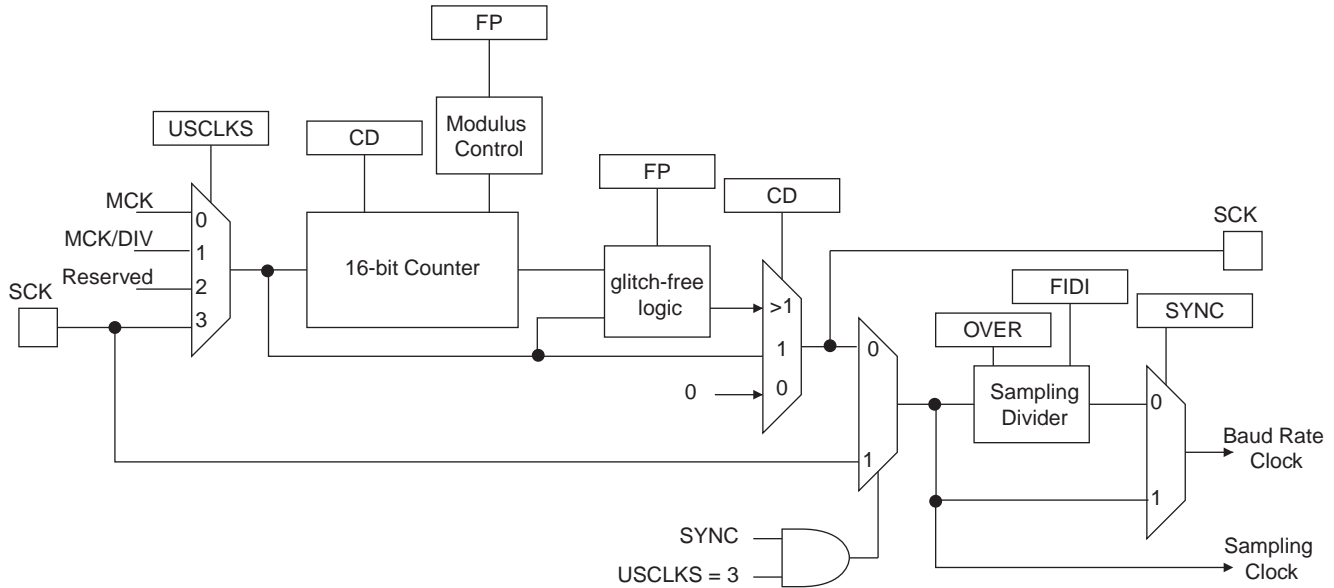 FP
USCLKS
CD
Modulus
Control
FP
CD
MCK
0
MCK/DIV
1
Reserved
2
SCK
3
16-bit Counter
glitch-free
logic
>1
1
0
0
SCK
FIDI
OVER
SYNC
0
1
Sampling
Divider
0
1
Baud Rate
Clock
SYNC
USCLKS = 3
Sampling
Clock